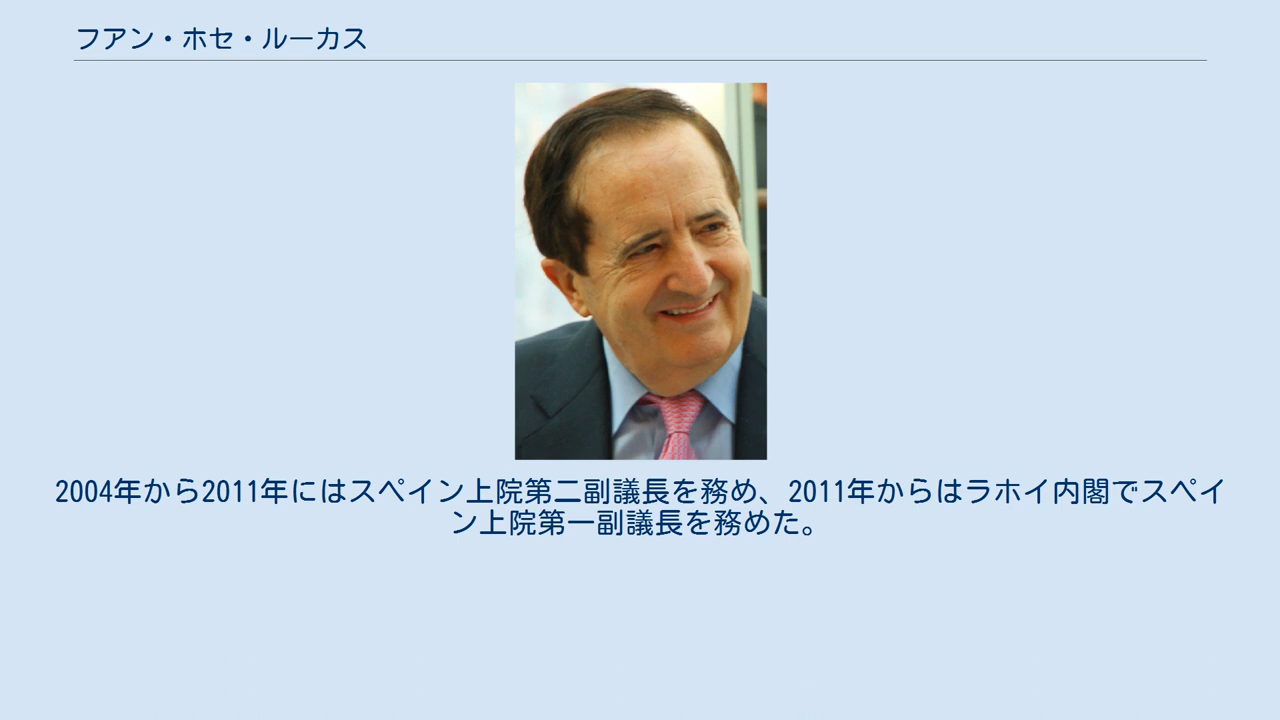 フアン・ホセ・ルーカス
2004年から2011年にはスペイン上院第二副議長を務め、2011年からはラホイ内閣でスペイ
ン上院第一副議長を務めた。